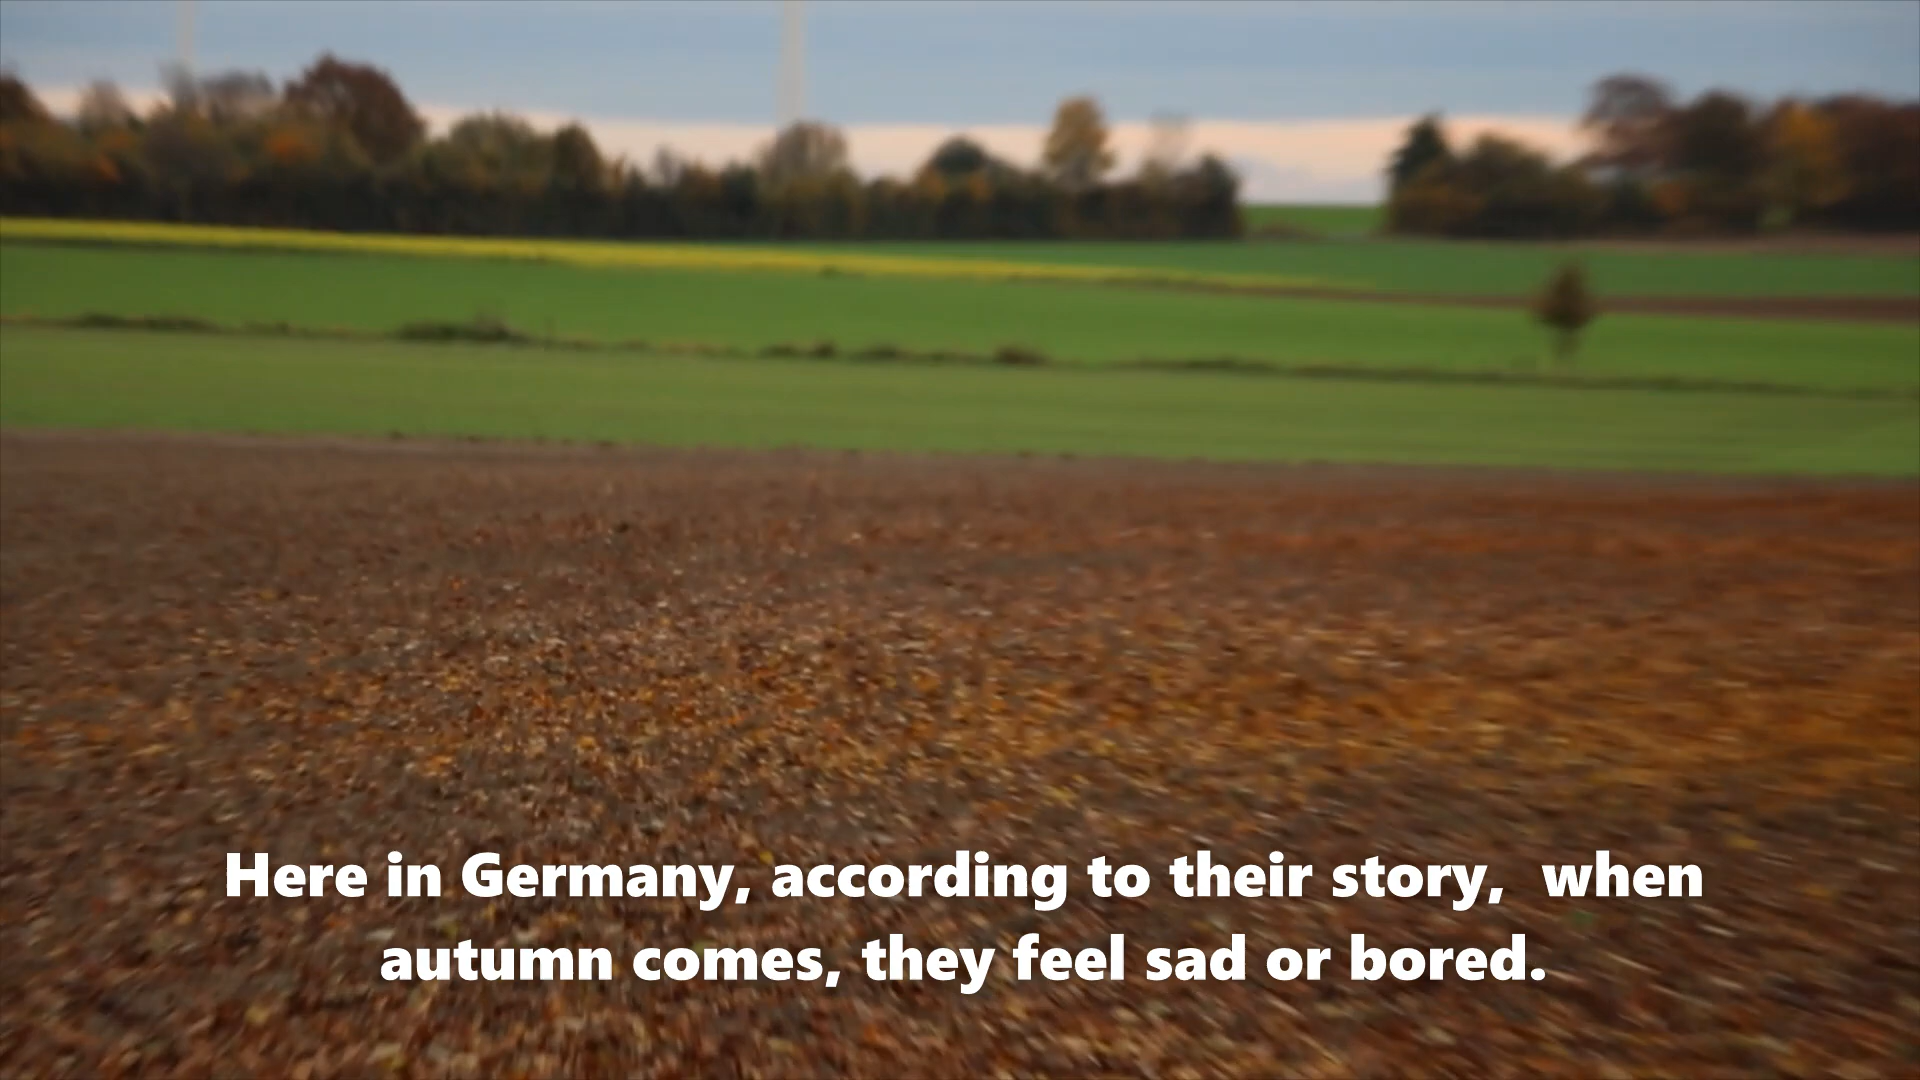 Here in Germany, according to their story,  when
autumn comes, they feel sad or bored.